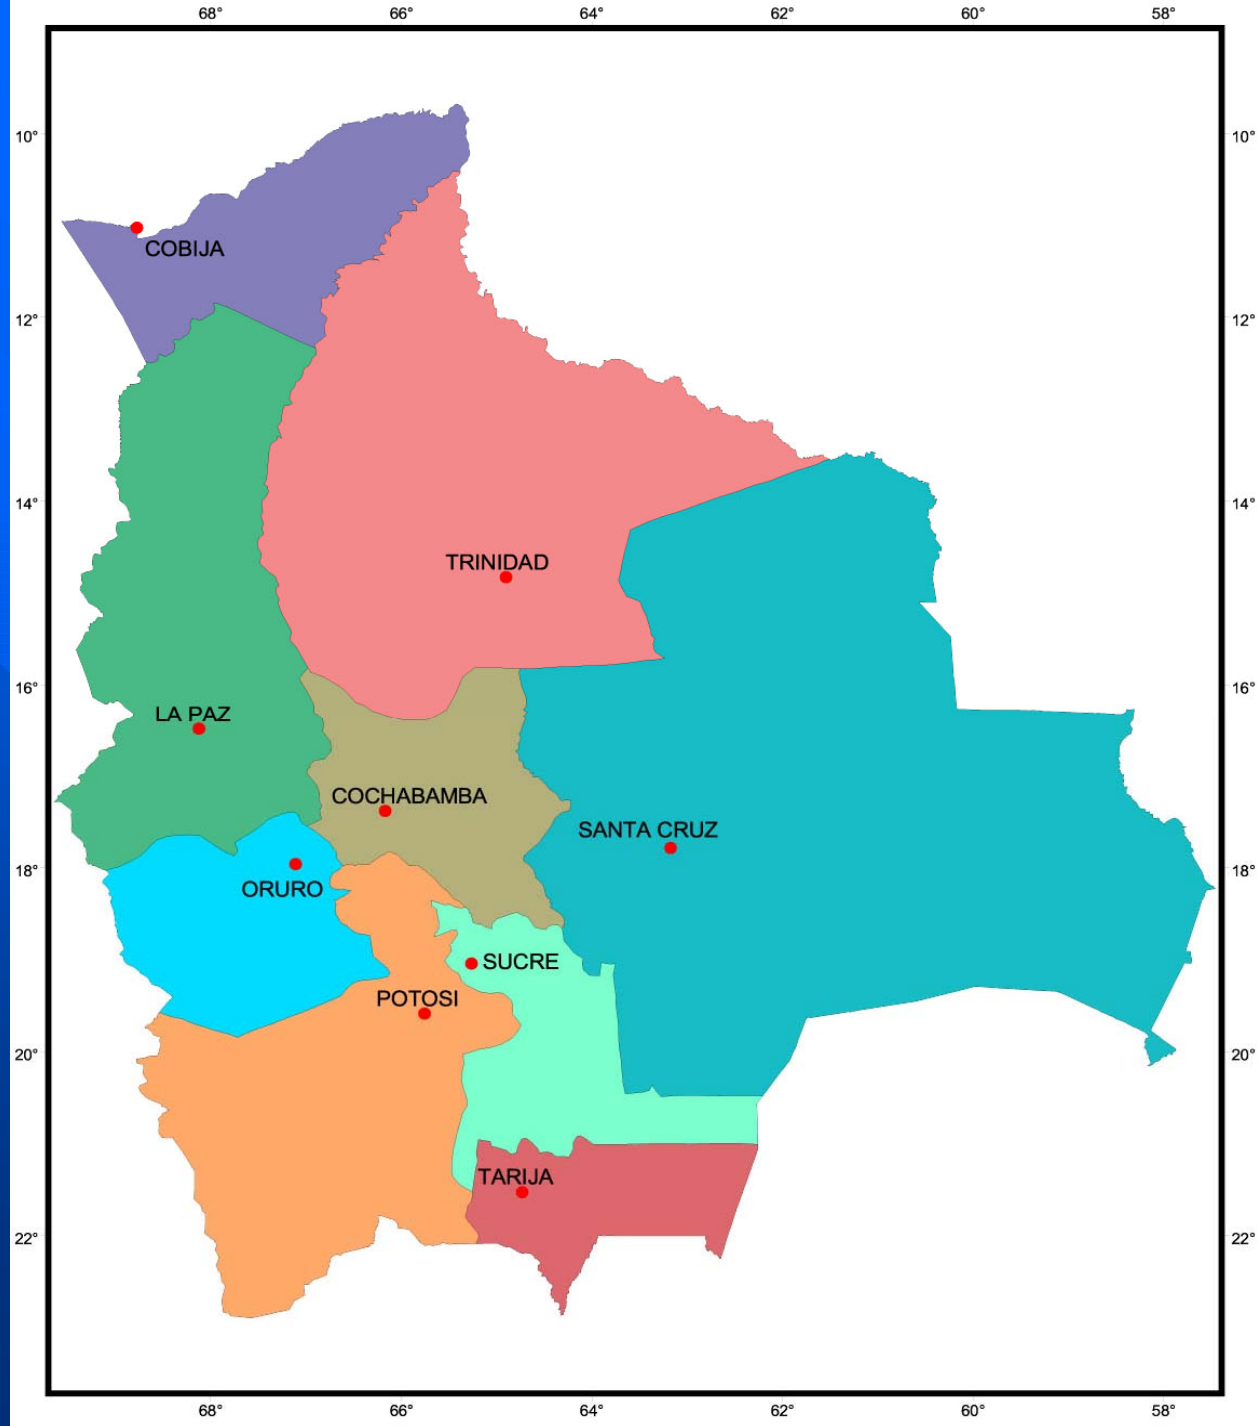 68° 66° 64° 62° 60° 58°
10° 10°
COBIJA
12° 12°
14° 14°
TRINIDAD
16° 16°
LA PAZ
COCHABAMBA
SANTA CRUZ
18° 18°
ORURO
SUCRE
POTOSI
20° 20°
TARIJA
22° 22°
68° 66° 64° 62° 60° 58°